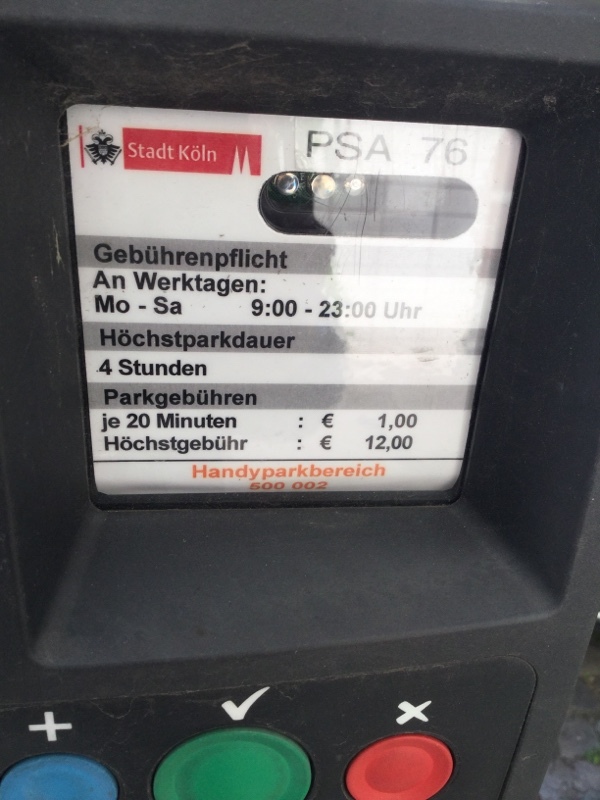 Stadt Köln
PSA 76
Gebührenpflicht
An Werktagen:
Mo - Sa 9:00 - 23:00 Uhr
Höchstparkdauer
4 Stunden
Parkgebühren
je 20 Minuten : € 1,00
Höchstgebühr : € 12,00
Handyparkbereich
500 002